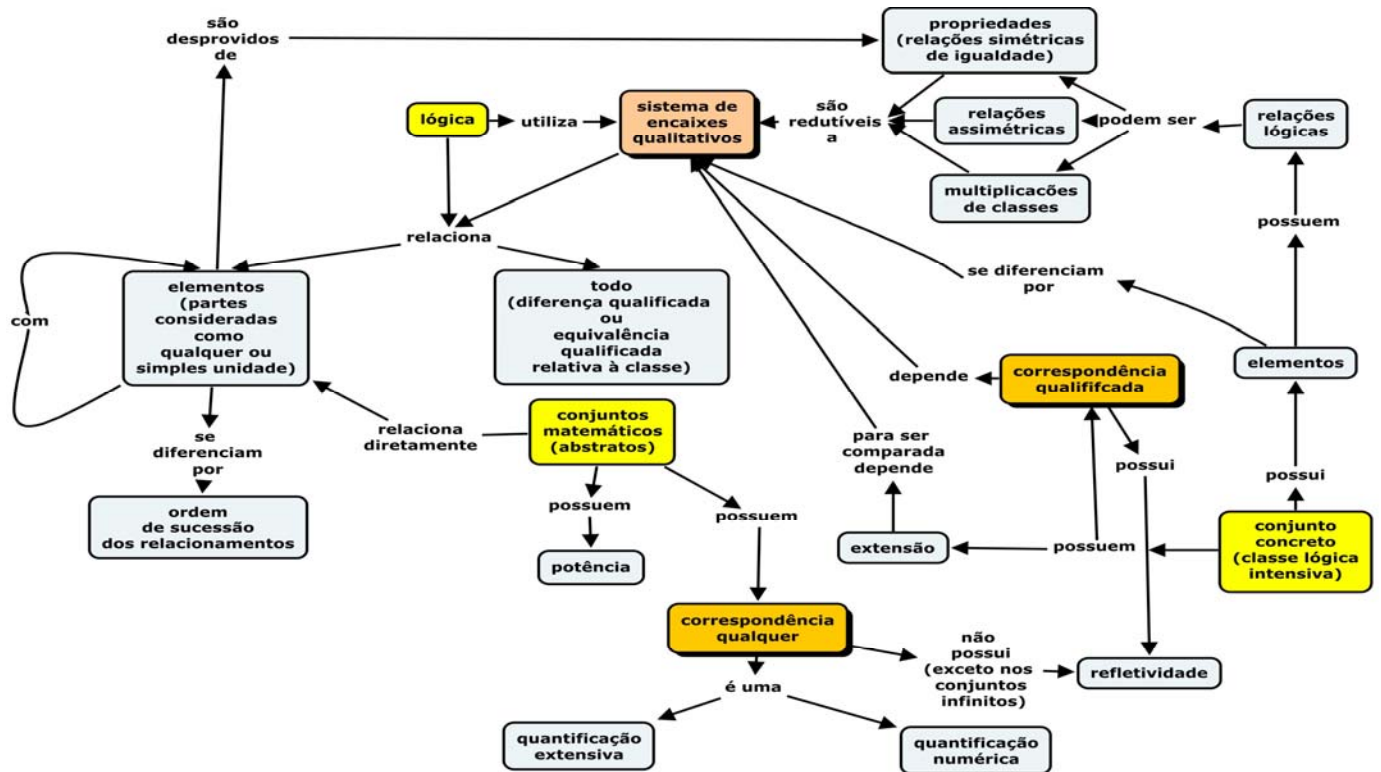 são
desprovidos
de
propriedades
(relações simétricas
de igualdade)
lógica
utiliza
sistema de
encaixes
qualitativos
são
redutíveis
a
relações
assimétricas
podem ser
relações
lógicas
multiplicacões
de classes
relaciona
possuem
elementos
(partes
consideradas
como
qualquer ou
simples unidade)
com
todo
(diferença qualificada
ou
equivalência
qualificada
relativa à classe)
se diferenciam
por
elementos
depende
correspondência
qualififcada
conjuntos
matemáticos
(abstratos)
relaciona
diretamente
se
diferenciam
por
para ser
comparada
depende
possui
possui
ordem
de sucessão
dos relacionamentos
possuem
possuem
potência
extensão
possuem
conjunto
concreto
(classe lógica
intensiva)
correspondência
qualquer
não
possui
(exceto nos
conjuntos
infinitos)
refletividade
é uma
quantificação
extensiva
quantificação
numérica